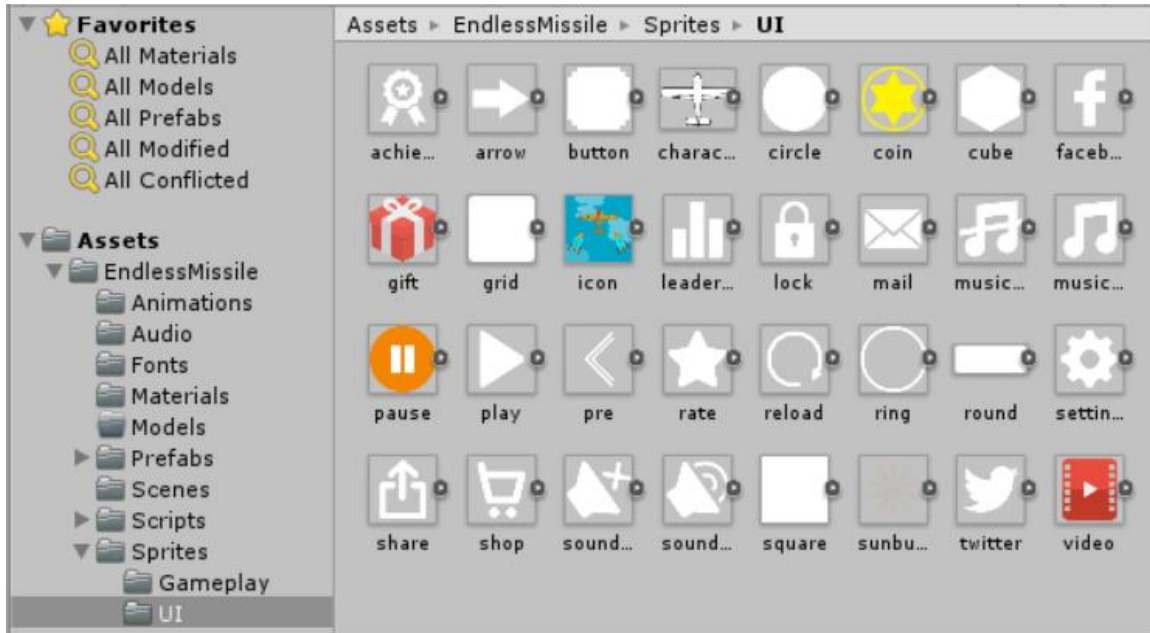 Favorites
All Materials
All Models
All Prefabs
All Modified
All Conflicted
Assets
EndlessMissile
Animations
Audio
Fonts
Materials
Models
Prefabs
Scenes
Scripts
Sprites
Gameplay
UI
Assets ▸ EndlessMissile ▸ Sprites ▸ UI
achie... arrow button charac... circle coin cube faceb...
gift grid icon leader... lock mail music... music...
pause play pre rate reload ring round settin...
share shop sound... sound... square sunbu... twitter video